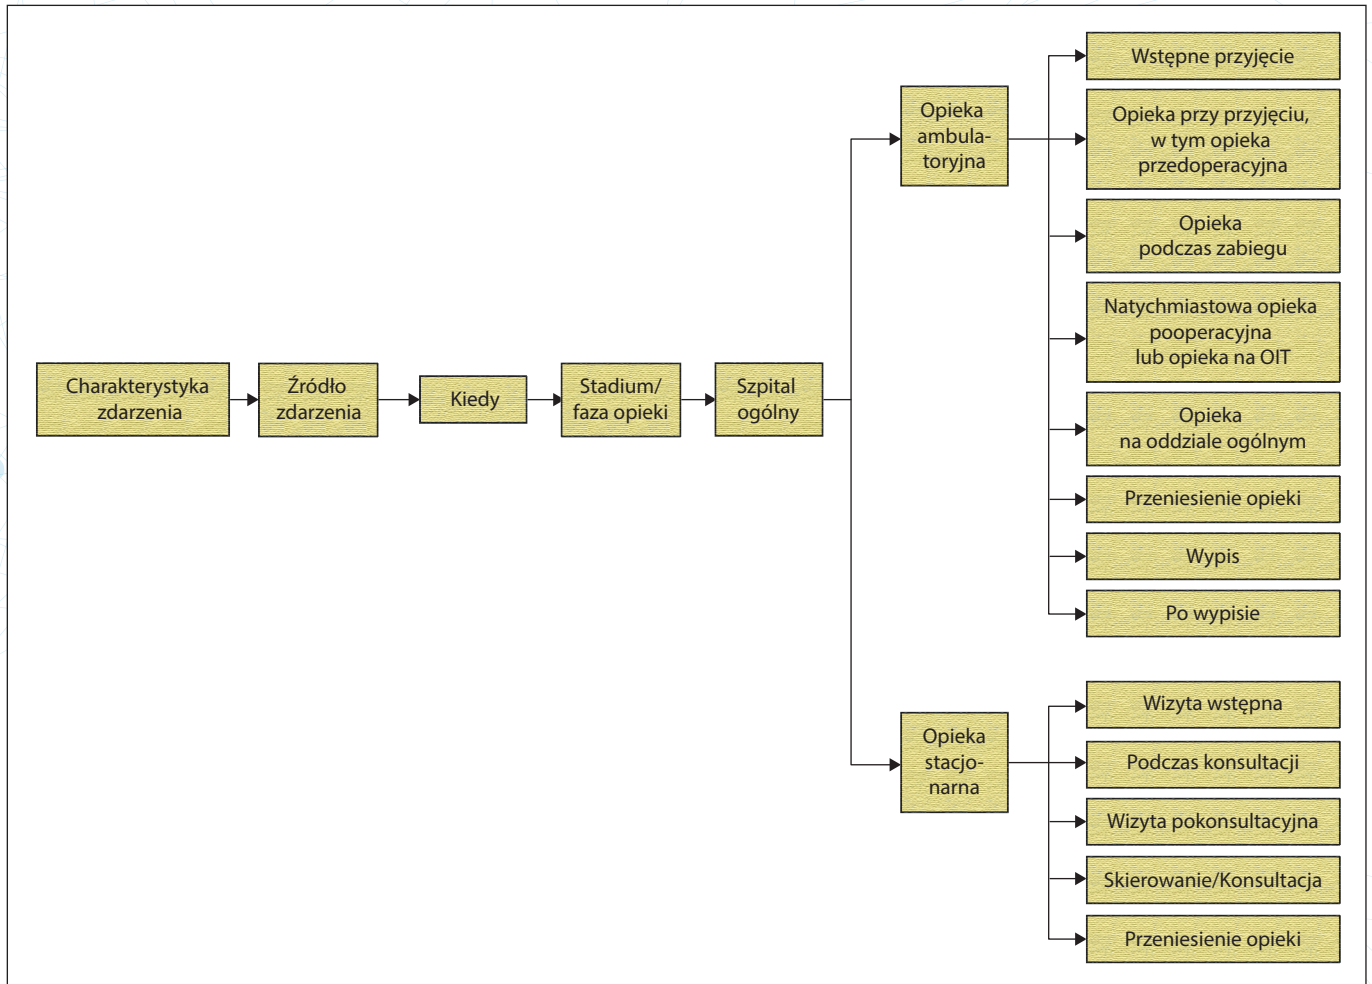 Charakterystyka
zdarzenia
Źródło
zdarzenia
Kiedy
Stadium/
faza opieki
Szpital
ogólny
Opieka
ambula-
toryjna
Wstępne przyjęcie
Opieka przy przyjęciu,
w tym opieka
przedoperacyjna
Opieka
podczas zabiegu
Natychmiastowa opieka
pooperacyjna
lub opieka na OIT
Opieka
na oddziale ogólnym
Przeniesienie opieki
Wypis
Po wypisie
Opieka
stacjo-
narna
Wizyta wstępna
Podczas konsultacji
Wizyta pokonsultacyjna
Skierowanie/Konsultacja
Przeniesienie opieki